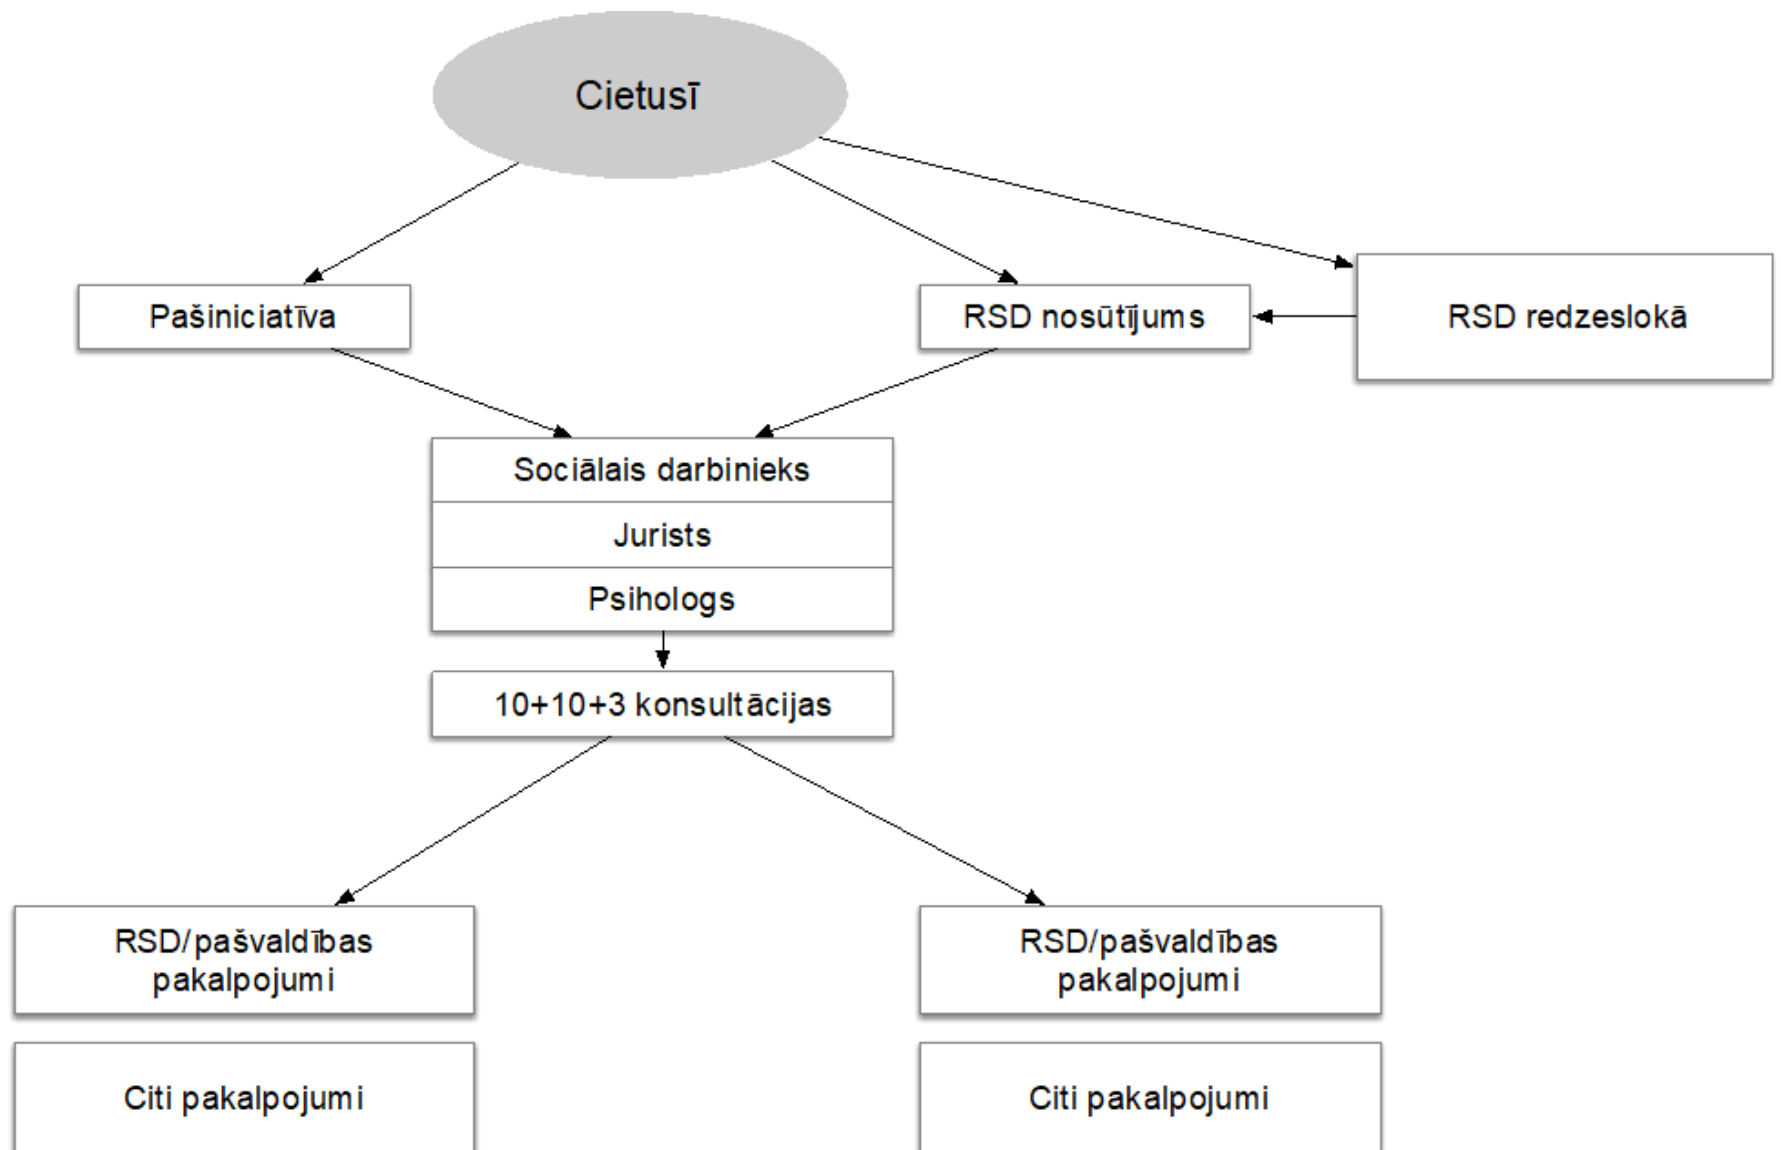 Cietusī
Pašiniciatīva
RSD nosūtījums
RSD redzeslokā
Sociālais darbinieks
Jurists
Psihologs
10+10+3 konsultācijas
RSD/pašvaldības
pakalpojumi
RSD/pašvaldības
pakalpojumi
Citi pakalpojumi
Citi pakalpojumi